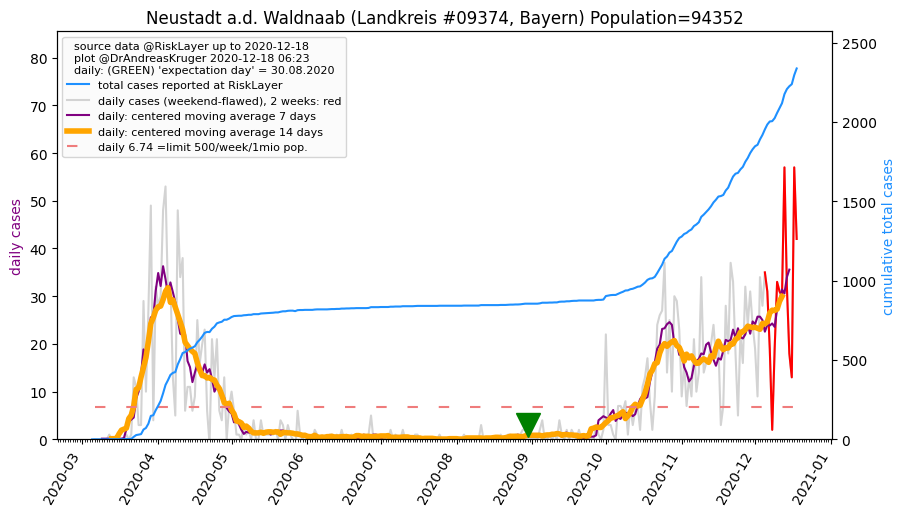 Neustadt a.d. Waldnaab (Landkreis #09374, Bayern) Population=94352
source data @RiskLayer up to 2020-12-18
plot @DrAndreasKruger 2020-12-18 06:23
daily: (GREEN) 'expectation day' = 30.08.2020
total cases reported at RiskLayer
daily cases (weekend-flawed), 2 weeks: red
daily: centered moving average 7 days
daily: centered moving average 14 days
daily 6.74 =limit 500/week/1mio pop.
daily cases
80
70
60
50
40
30
20
10
0
cumulative total cases
2500
2000
1500
1000
500
0
2020-03
2020-04
2020-05
2020-06
2020-07
2020-08
2020-09
2020-10
2020-11
2020-12
2021-01